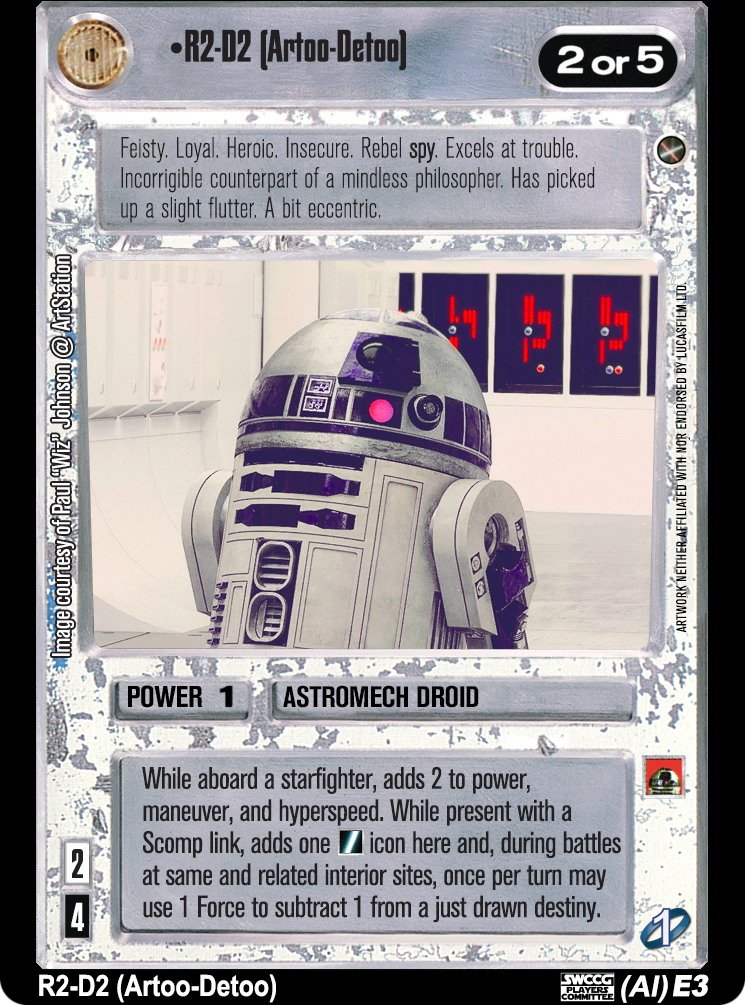 •R2-D2 (Artoo-Detoo)
2 or 5
Feisty. Loyal. Heroic. Insecure. Rebel spy. Excels at trouble.
Incorrigible counterpart of a mindless philosopher. Has picked
up a slight flutter. A bit eccentric.
Image courtesy of Paul "Wiz" Johnson @ ArtStation
ARTWORK NEITHER AFFILIATED WITH NOR ENDORSED BY LUCASFILM LTD.
POWER 1
ASTROMECH DROID
While aboard a starfighter, adds 2 to power,
maneuver, and hyperspeed. While present with a
Scomp link, adds one icon here and, during battles
at same and related interior sites, once per turn may
use 1 Force to subtract 1 from a just drawn destiny.
2
4
1
R2-D2 (Artoo-Detoo)
SWCCG
PLAYERS
COMMITTEE
(AI) E3